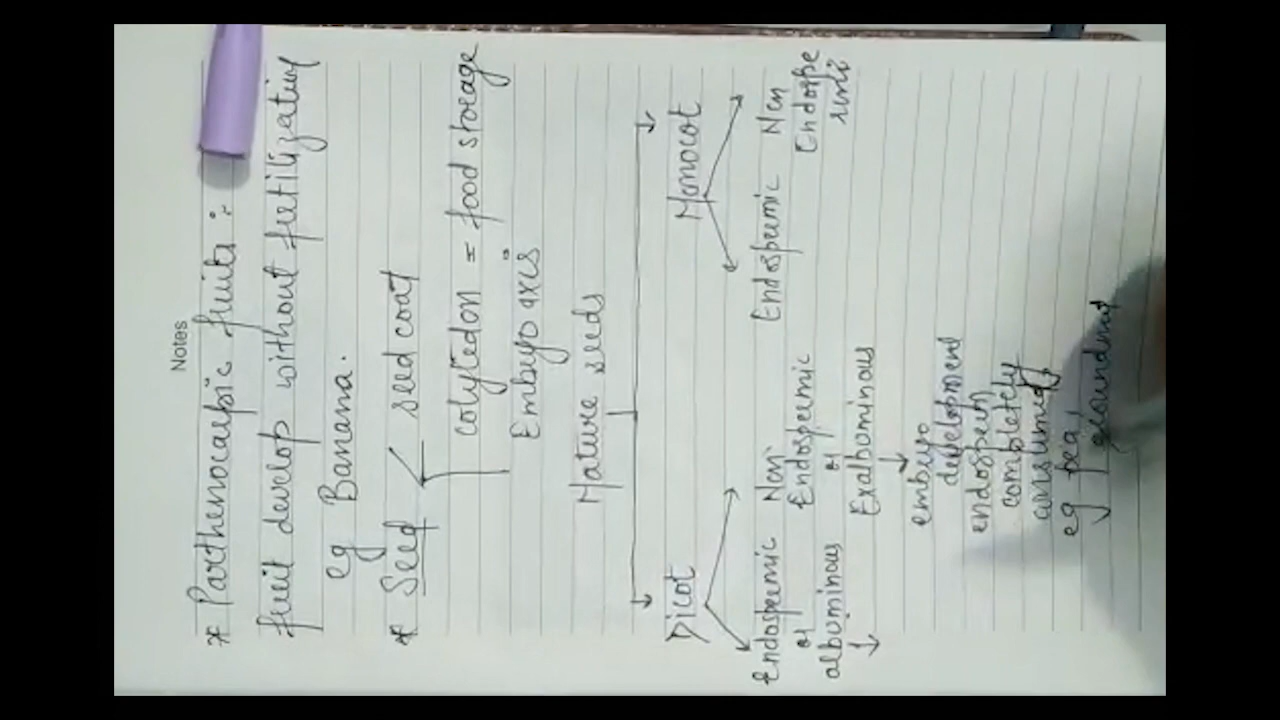 Notes
* Parthenocarpic fruits :-
fruit develop without fertilization
eg Banana.
* Seed seed coat
cotyledon = food storage
Embryo axis
Mature seeds
Dicot Monocot
Endospermic Non Endospermic Non
or Endospermic Endospe
albuminous or rmic
Exalbuminous
embryo
development
endosperm
completely
consumed
eg pea,
groundnut